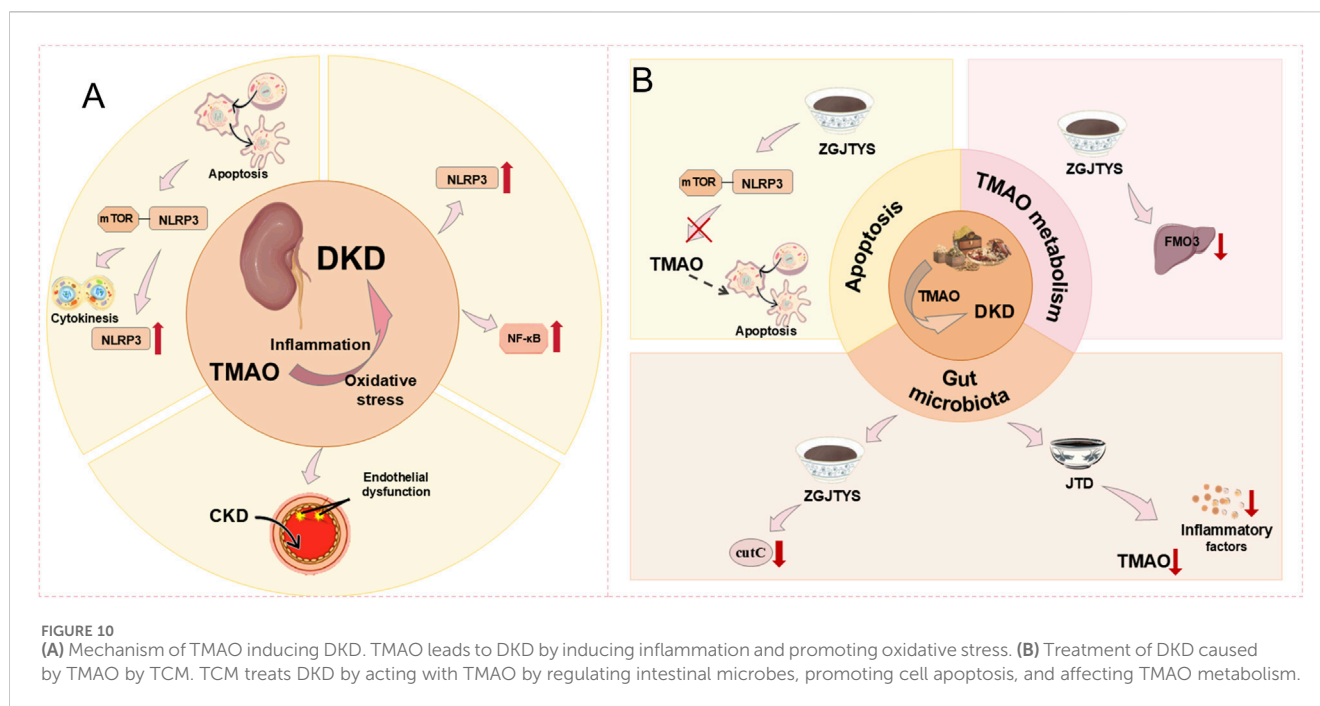 A
Apoptosis
mTOR
NLRP3
Cytokinesis
NLRP3
NLRP3
NF-κB
DKD
Inflammation
TMAO
Oxidative
stress
Endothelial
dysfunction
CKD
B
ZGJTYS
mTOR
NLRP3
TMAO
Apoptosis
Apoptosis
TMAO metabolism
Gut
microbiota
TMAO
DKD
ZGJTYS
FMO3
ZGJTYS
cutC
JTD
Inflammatory
factors
TMAO
FIGURE 10
(A) Mechanism of TMAO inducing DKD. TMAO leads to DKD by inducing inflammation and promoting oxidative stress. (B) Treatment of DKD caused
by TMAO by TCM. TCM treats DKD by acting with TMAO by regulating intestinal microbes, promoting cell apoptosis, and affecting TMAO metabolism.